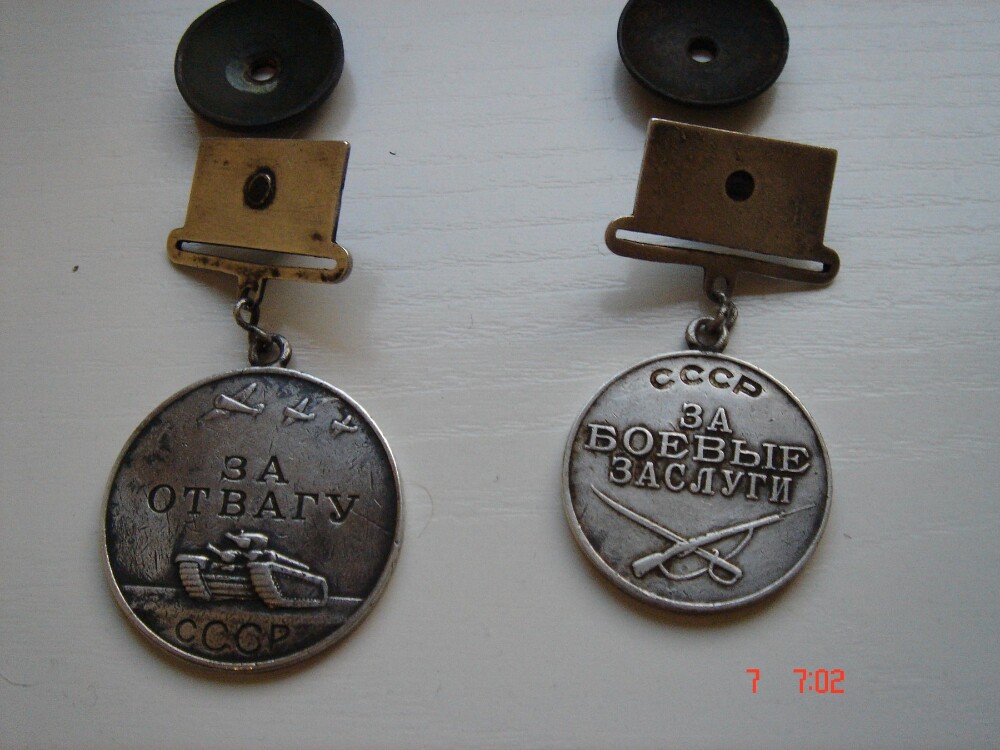 ЗА
ОТВАГУ
СССР
СССР
ЗА
БОЕВЫЕ
ЗАСЛУГИ
7 7:02